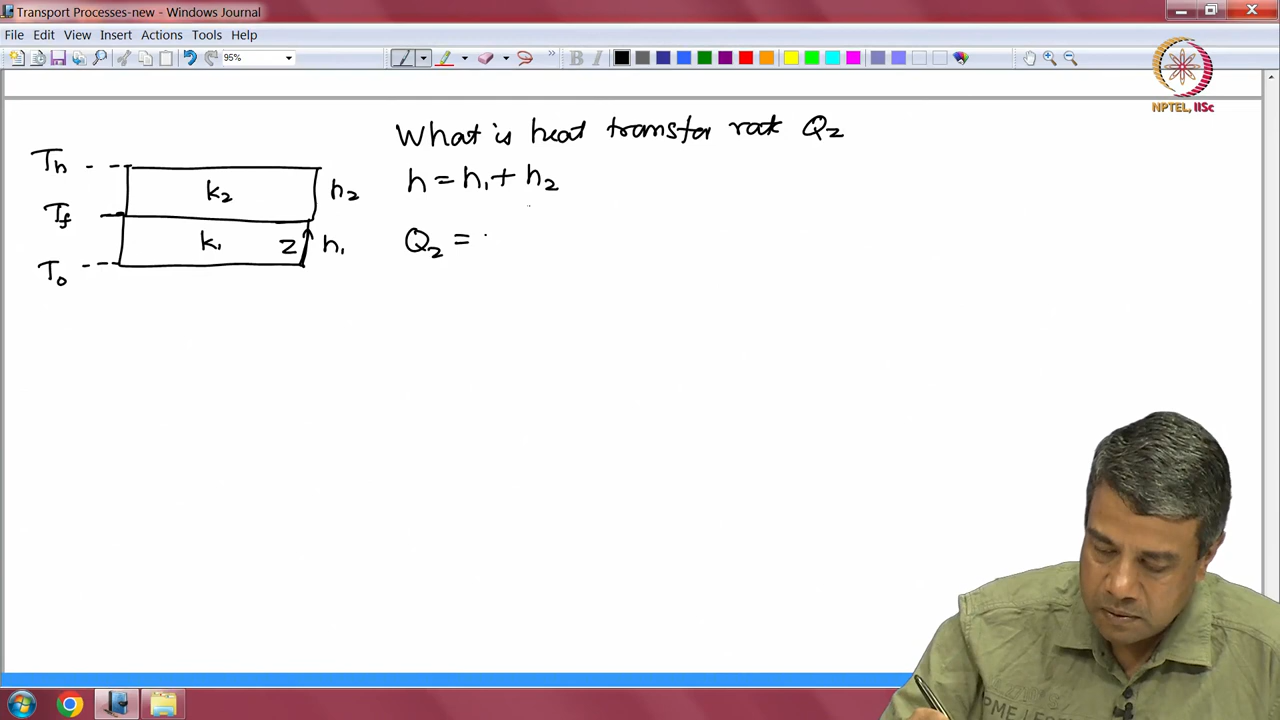 Transport Processes-new - Windows Journal
File Edit View Insert Actions Tools Help
95%
NPTEL, IISc
What is heat transfer rate Q2
Th
k2
h2
h = h1 + h2
Tf
k1
z
h1
Q2 =
T0